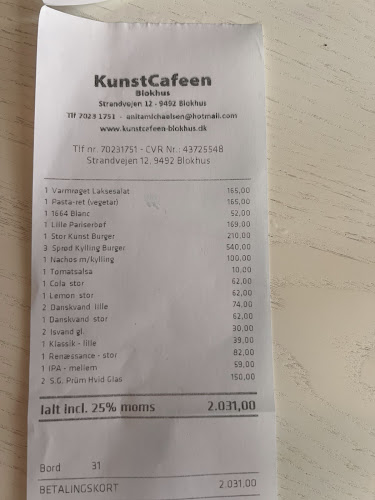 KunstCafeen
Blokhus
Strandvejen 12 - 9492 Blokhus
Tlf 7023 1751 - anitamichaelsen@hotmail.com
www.kunstcafeen-blokhus.dk
Tlf nr. 70231751 - CVR Nr.: 43725548
Strandvejen 12, 9492 Blokhus
1 Varmrøget Laksesalat 165,00
1 Pasta-ret (vegetar) 165,00
1 1664 Blanc 52,00
1 Lille Pariserbøf 169,00
1 Stor Kunst Burger 210,00
3 Sprød Kylling Burger 540,00
1 Nachos m/kylling 100,00
1 Tomatsalsa 10,00
1 Cola stor 62,00
1 Lemon stor 62,00
2 Danskvand lille 74,00
1 Danskvand stor 62,00
2 Isvand gl. 30,00
1 Klassik - lille 39,00
1 Renæssance - stor 82,00
1 IPA - mellem 59,00
2 S.G. Prüm Hvid Glas 150,00
Ialt incl. 25% moms 2.031,00
Bord 31
BETALINGSKORT 2.031,00